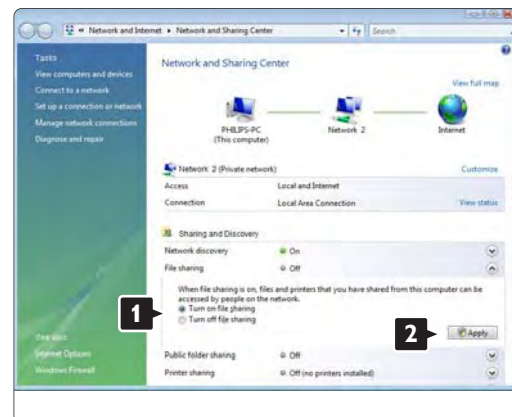 Network and Internet ▸ Network and Sharing Center
Search
Tasks
View computers and devices
Connect to a network
Set up a connection or network
Manage network connections
Diagnose and repair
See also
Internet Options
Windows Firewall
Network and Sharing Center
View full map
PHILIPS-PC
(This computer)
Network 2
Internet
Network 2 (Private network)
Customize
Access
Local and Internet
Connection
Local Area Connection
View status
Sharing and Discovery
Network discovery
On
File sharing
Off
When file sharing is on, files and printers that you have shared from this computer can be
accessed by people on the network.
Turn on file sharing
Turn off file sharing
1
2
Apply
Public folder sharing
Off
Printer sharing
Off (no printers installed)